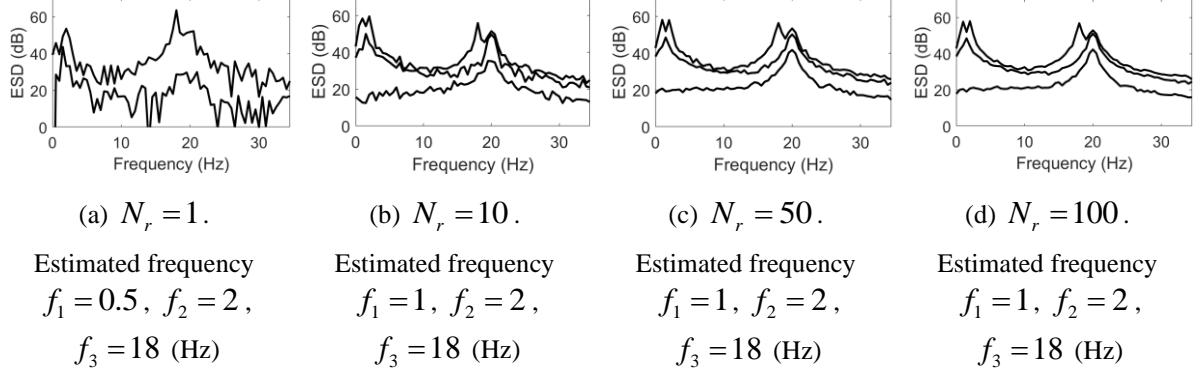 60
40
20
0
ESD (dB)
0 10 20 30
Frequency (Hz)
60
40
20
0
ESD (dB)
0 10 20 30
Frequency (Hz)
60
40
20
0
ESD (dB)
0 10 20 30
Frequency (Hz)
60
40
20
0
ESD (dB)
0 10 20 30
Frequency (Hz)
(a) N_r = 1.
Estimated frequency
f_1 = 0.5, f_2 = 2,
f_3 = 18 (Hz)
(b) N_r = 10.
Estimated frequency
f_1 = 1, f_2 = 2,
f_3 = 18 (Hz)
(c) N_r = 50.
Estimated frequency
f_1 = 1, f_2 = 2,
f_3 = 18 (Hz)
(d) N_r = 100.
Estimated frequency
f_1 = 1, f_2 = 2,
f_3 = 18 (Hz)